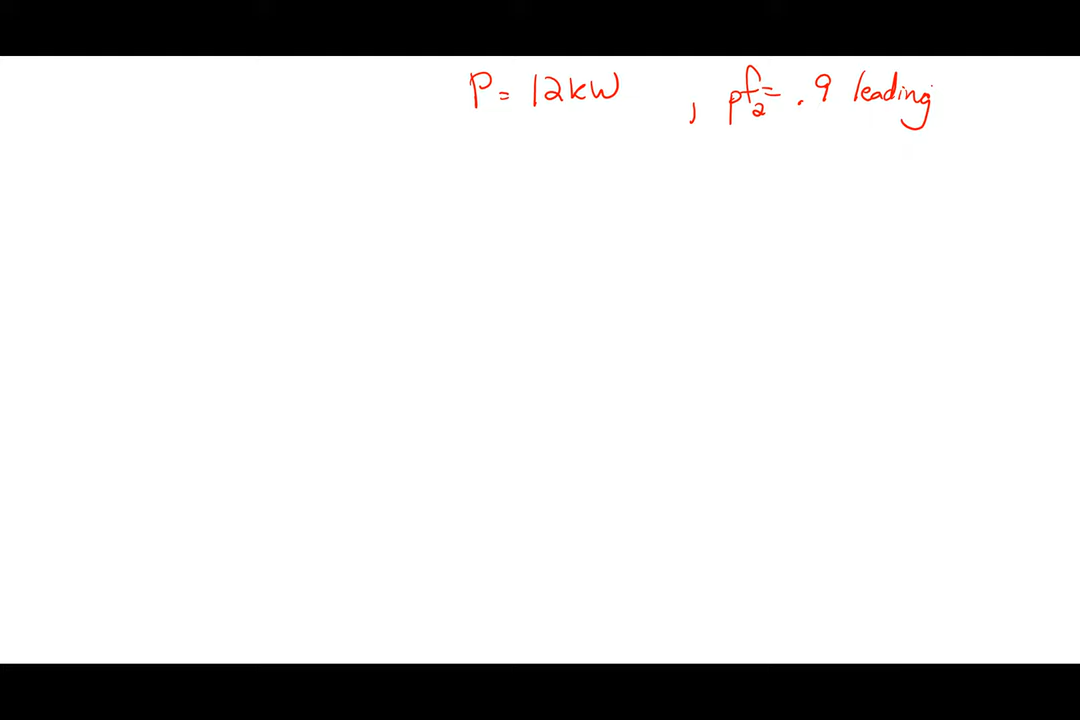 P = 12kW , pf₂ = .9 leading